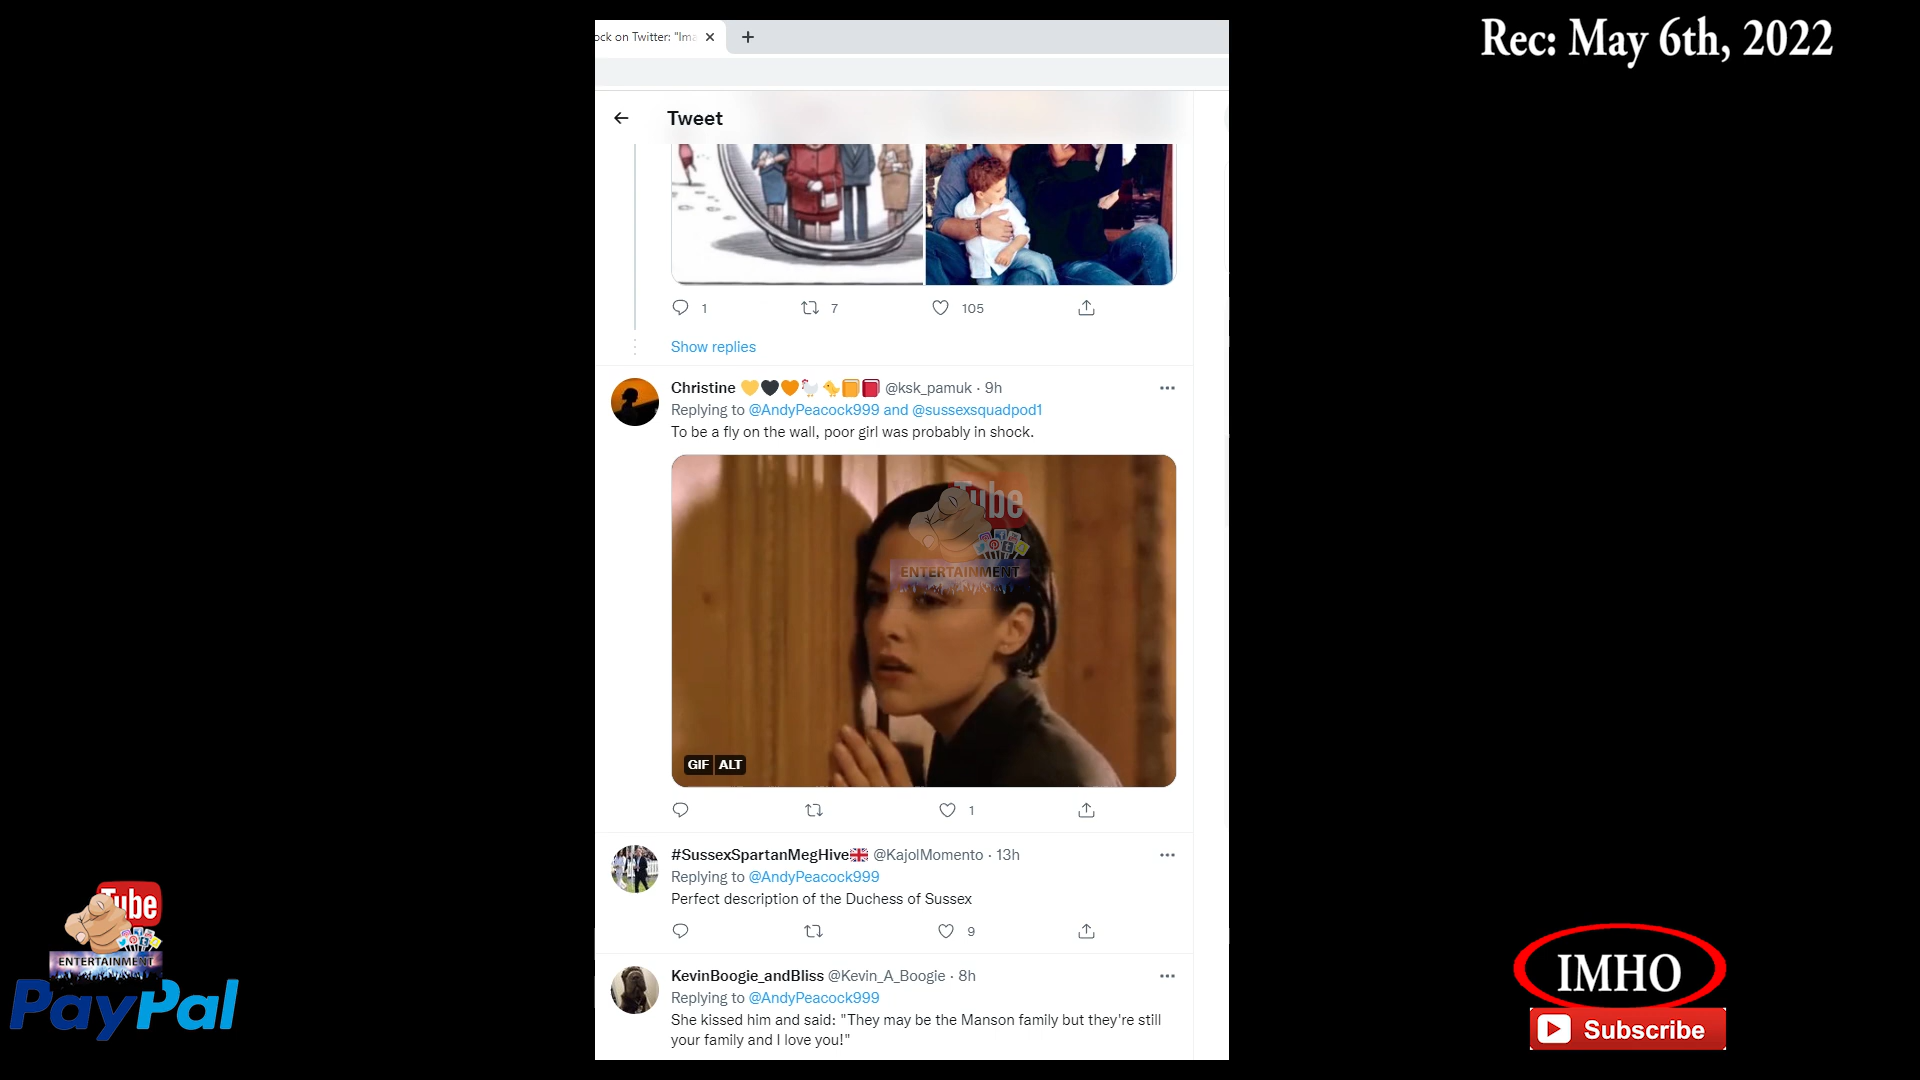 Rec: May 6th, 2022
ock on Twitter: "Ima
Tweet
1 7 105
Show replies
Christine 💛🖤🧡🐓🐤📙📕 @ksk_pamuk · 9h
Replying to @AndyPeacock999 and @sussexsquadpod1
To be a fly on the wall, poor girl was probably in shock.
Tube
ENTERTAINMENT
GIF ALT
1
#SussexSpartanMegHive🇬🇧 @KajolMomento · 13h
Replying to @AndyPeacock999
Perfect description of the Duchess of Sussex
9
KevinBoogie_andBliss @Kevin_A_Boogie · 8h
Replying to @AndyPeacock999
She kissed him and said: "They may be the Manson family but they're still
your family and I love you!"
Tube
ENTERTAINMENT
PayPal
IMHO
Subscribe